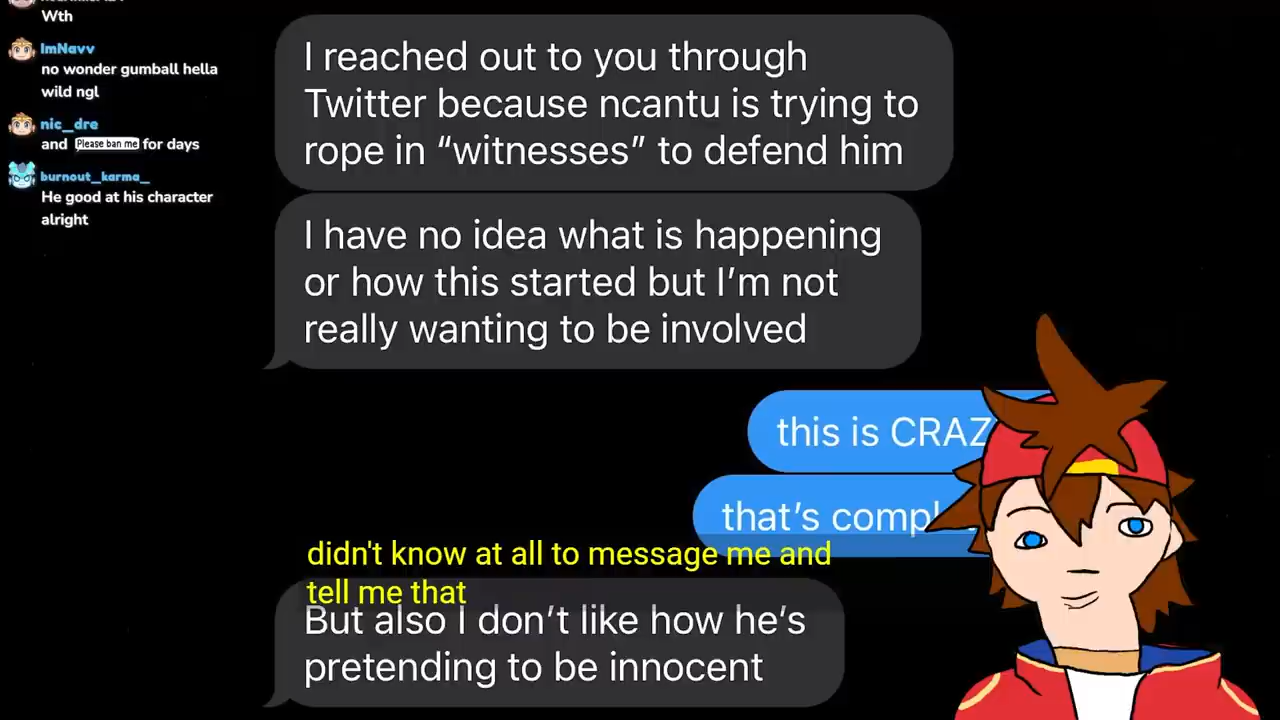 Wth
ImNavv
no wonder gumball hella
wild ngl
nic_dre
and Please ban me for days
burnout_karma_
He good at his character
alright
I reached out to you through
Twitter because ncantu is trying to
rope in “witnesses” to defend him
I have no idea what is happening
or how this started but I’m not
really wanting to be involved
this is CRAZ
that’s comp
didn't know at all to message me and
tell me that
But also I don’t like how he’s
pretending to be innocent